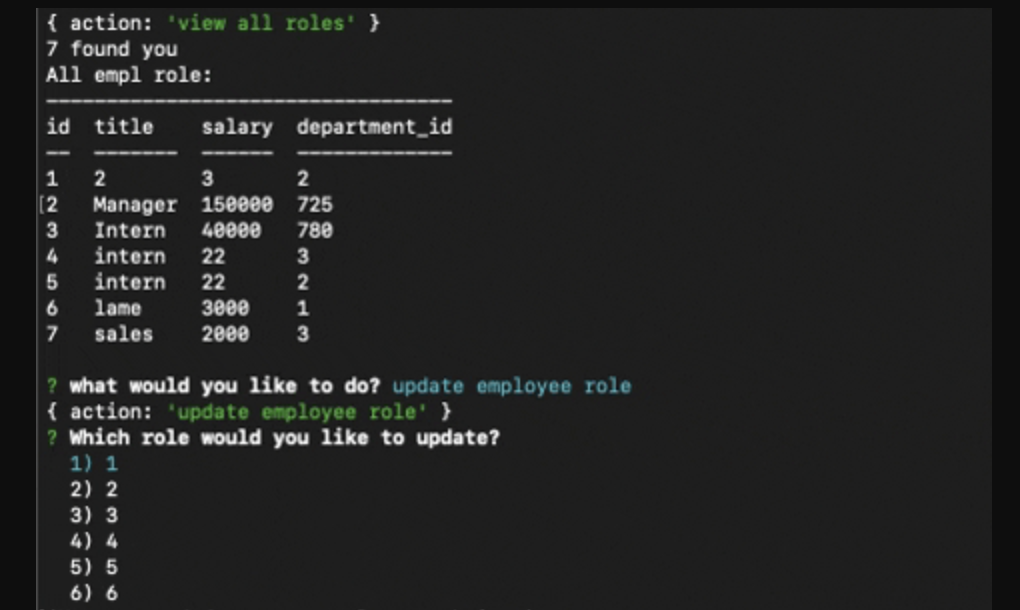 { action: 'view all roles' }
7 found you
All empl role:
id title salary department_id
1 2 3 2
[2 Manager 150000 725
3 Intern 40000 780
4 intern 22 3
5 intern 22 2
6 lame 3000 1
7 sales 2000 3
? what would you like to do? update employee role
{ action: 'update employee role' }
? Which role would you like to update?
1) 1
2) 2
3) 3
4) 4
5) 5
6) 6